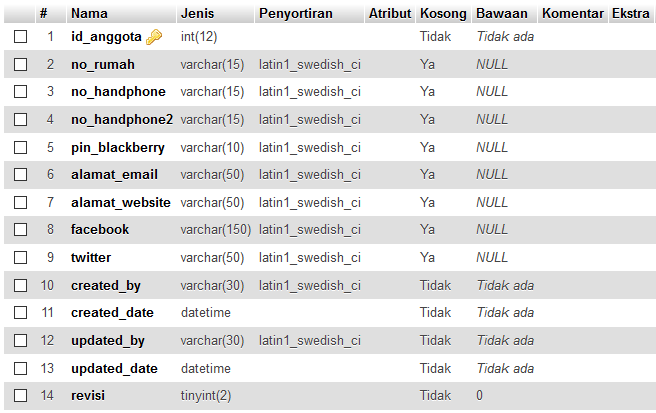 # Nama Jenis Penyortiran Atribut Kosong Bawaan Komentar Ekstra
1 id_anggota int(12) Tidak Tidak ada
2 no_rumah varchar(15) latin1_swedish_ci Ya NULL
3 no_handphone varchar(15) latin1_swedish_ci Ya NULL
4 no_handphone2 varchar(15) latin1_swedish_ci Ya NULL
5 pin_blackberry varchar(10) latin1_swedish_ci Ya NULL
6 alamat_email varchar(50) latin1_swedish_ci Ya NULL
7 alamat_website varchar(50) latin1_swedish_ci Ya NULL
8 facebook varchar(150) latin1_swedish_ci Ya NULL
9 twitter varchar(50) latin1_swedish_ci Ya NULL
10 created_by varchar(30) latin1_swedish_ci Tidak Tidak ada
11 created_date datetime Tidak Tidak ada
12 updated_by varchar(30) latin1_swedish_ci Tidak Tidak ada
13 updated_date datetime Tidak Tidak ada
14 revisi tinyint(2) Tidak 0